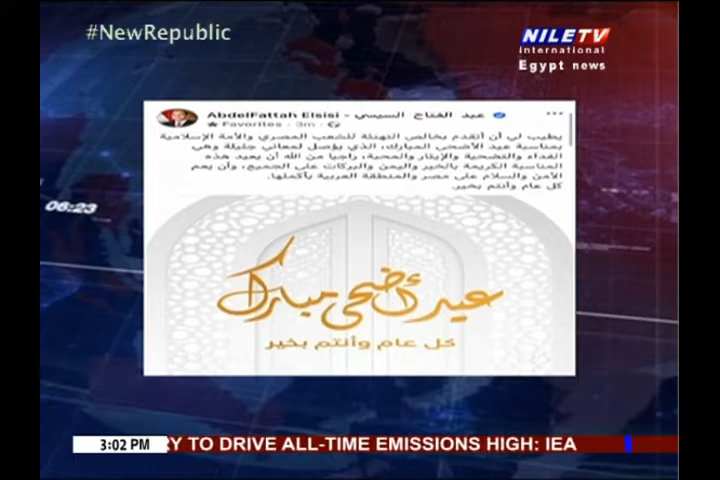 #NewRepublic
NILETV
International
Egypt news
AbdelFattah Elsisi - عبد الفتاح السيسي
Favorites · 3m
يطيب لي أن أتقدم بخالص التهنئة للشعب المصري والأمة الإسلامية
بمناسبة عيد الأضحى المبارك، الذي يؤصل لمعاني جليلة وهي
الفداء والتضحية والإيثار والمحبة، راجيا من الله أن يعيد هذه
المناسبة الكريمة بالخير واليمن والبركات على الجميع، وأن يعم
الأمن والسلام على مصر والمنطقة العربية بأكملها.
كل عام وأنتم بخير.
06:23
عيد أضحى مبارك
كل عام وأنتم بخير
3:02 PM
RY TO DRIVE ALL-TIME EMISSIONS HIGH: IEA